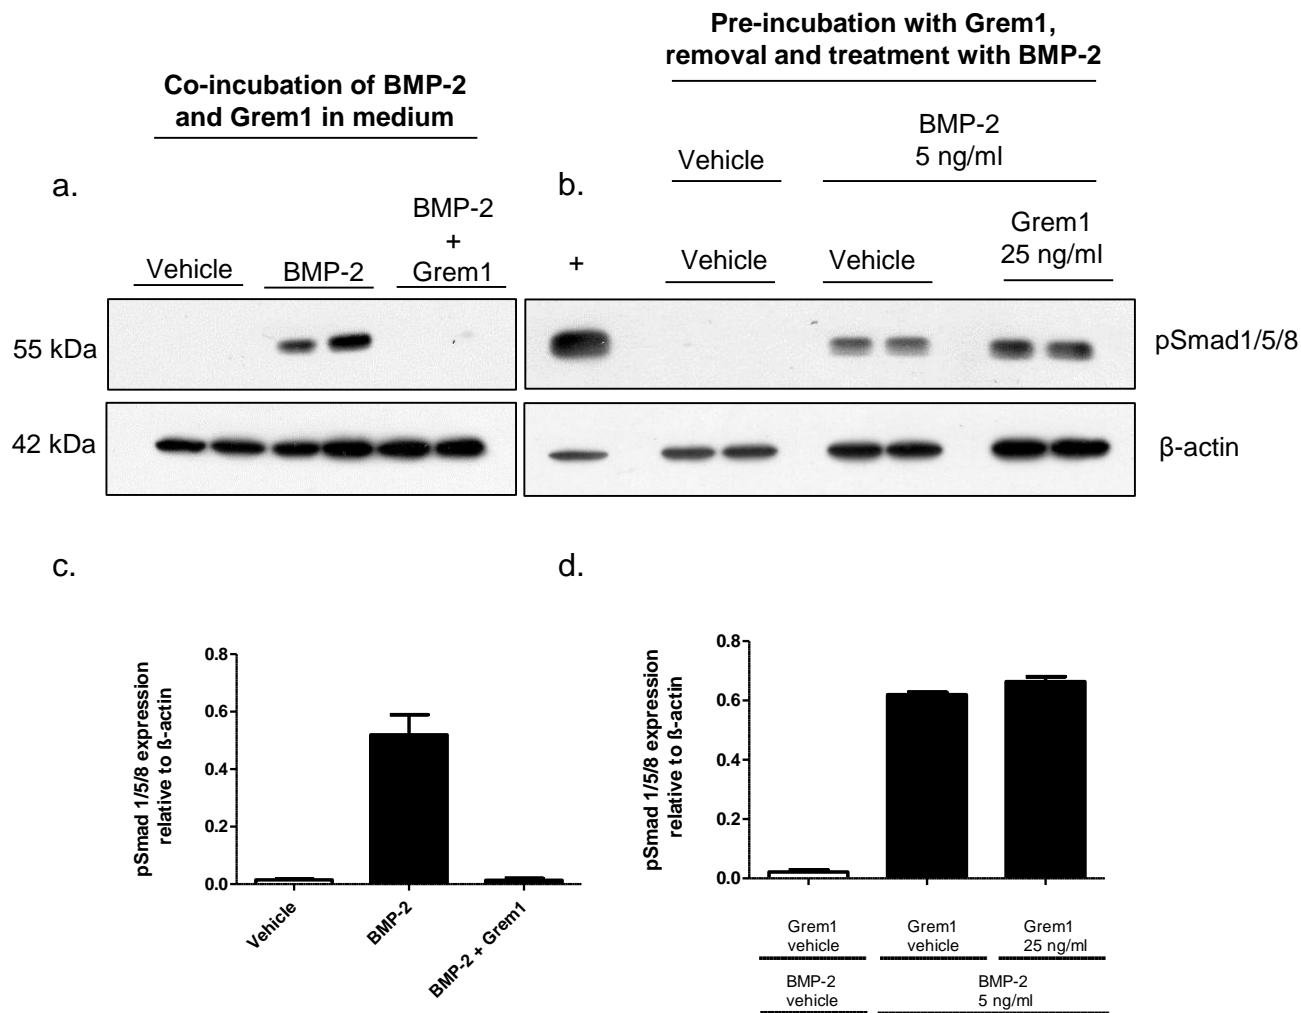 Pre-incubation with Grem1,
removal and treatment with BMP-2
Co-incubation of BMP-2
and Grem1 in medium
a.
Vehicle
BMP-2
BMP-2
+
Grem1
55 kDa
42 kDa
b.
Vehicle
BMP-2
5 ng/ml
+
Vehicle
Vehicle
Grem1
25 ng/ml
pSmad1/5/8
ß-actin
c.
pSmad 1/5/8 expression
relative to ß-actin
0.8
0.6
0.4
0.2
0.0
Vehicle
BMP-2
BMP-2 + Grem1
d.
pSmad 1/5/8 expression
relative to ß-actin
0.8
0.6
0.4
0.2
0.0
Grem1
vehicle
Grem1
vehicle
Grem1
25 ng/ml
BMP-2
vehicle
BMP-2
5 ng/ml